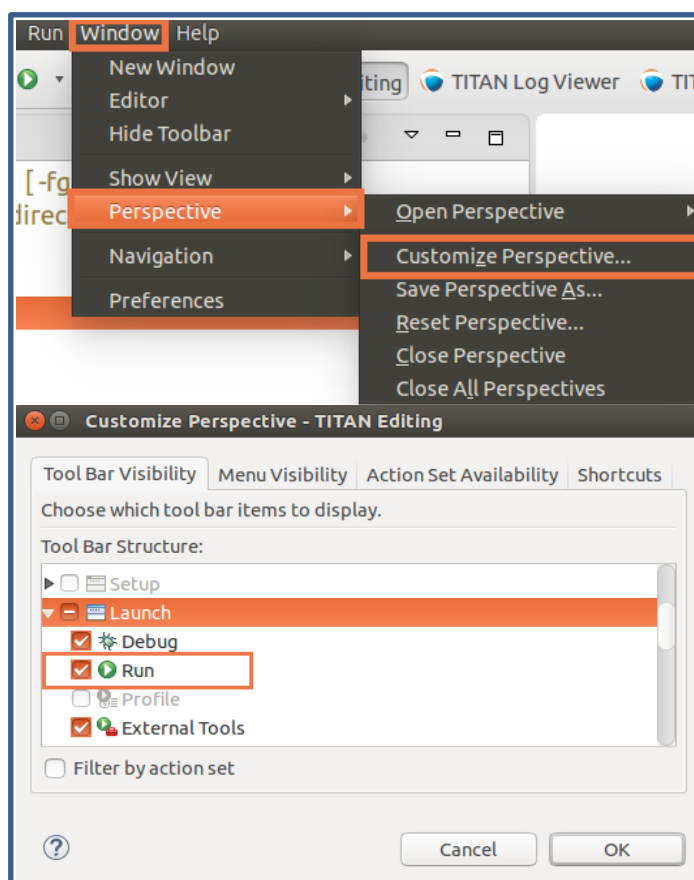 Run Window Help
New Window
Editor
Hide Toolbar
Show View
Perspective
Navigation
Preferences
iting TITAN Log Viewer TIT
[-fg
direc
Open Perspective
Customize Perspective...
Save Perspective As...
Reset Perspective...
Close Perspective
Close All Perspectives
Customize Perspective - TITAN Editing
Tool Bar Visibility Menu Visibility Action Set Availability Shortcuts
Choose which tool bar items to display.
Tool Bar Structure:
Setup
Launch
Debug
Run
Profile
External Tools
Filter by action set
? Cancel OK